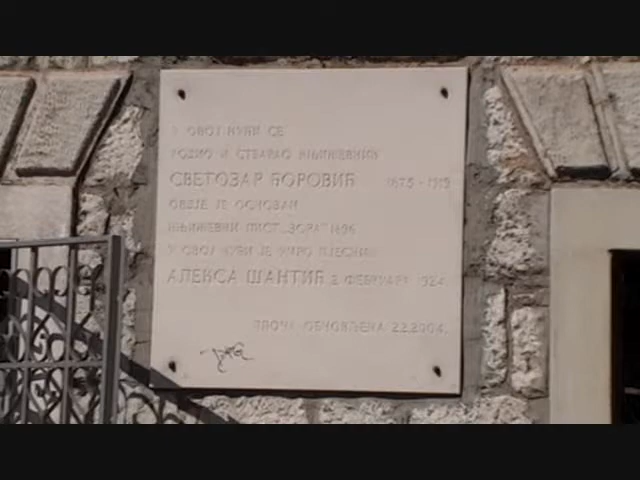 У ОВОЈ КУЋИ СЕ
РОДИО И СТВАРАО КЊИЖЕВНИК
СВЕТОЗАР ЋОРОВИЋ 1875 - 1919
ОВДЈЕ ЈЕ ОСНОВАН
КЊИЖЕВНИ ЛИСТ „ЗОРА” 1896
У ОВОЈ КУЋИ ЈЕ УМРО ПЈЕСНИК
АЛЕКСА ШАНТИЋ 2. ФЕБРУАРА 1924.
ПЛОЧА ОБНОВЉЕНА 2.2.2004.